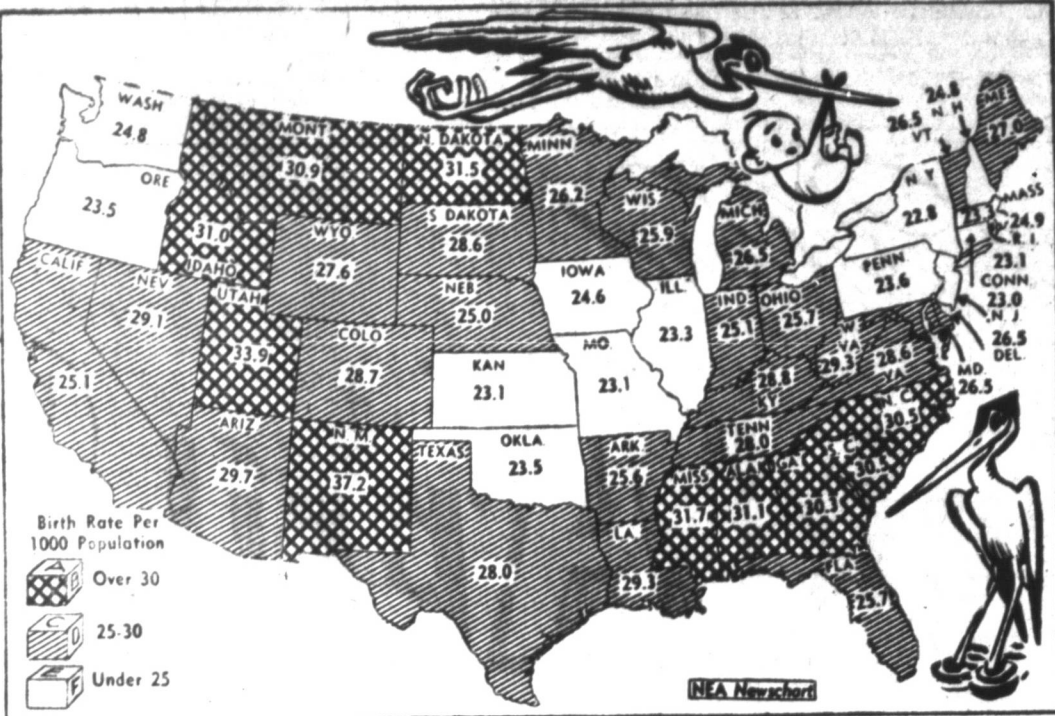 WASH
24.8
ORE
23.5
CALIF
25.1
NEV.
29.1
MONT
30.9
31.0
IDAHO
UTAH
33.9
ARIZ
29.7
WYO
27.6
COLO
28.7
N. M.
37.2
N. DAKOTA
31.5
S DAKOTA
28.6
NEB.
25.0
KAN
23.1
OKLA
23.5
TEXAS
28.0
MINN
26.2
IOWA
24.6
MO.
23.1
ARK.
25.6
LA.
29.3
WIS
25.9
ILL.
23.3
MICH
26.5
IND.
25.1
OHIO
25.7
28.8
KY
TENN
28.0
MISS
31.7
ALA
31.1
GA
30.3
FLA.
25.7
S. C.
30.5
N. C.
30.5
W.
VA
29.3
28.6
VA
PENN
23.6
N Y
22.8
24.8
N. H
26.5
VT
ME.
27.0
MASS
24.9
R. I.
23.1
CONN.
23.0
N. J.
26.5
DEL.
MD.
26.5
Birth Rate Per
1000 Population
A
B
Over 30
C
D
25-30
E
F
Under 25
NEA Newschart